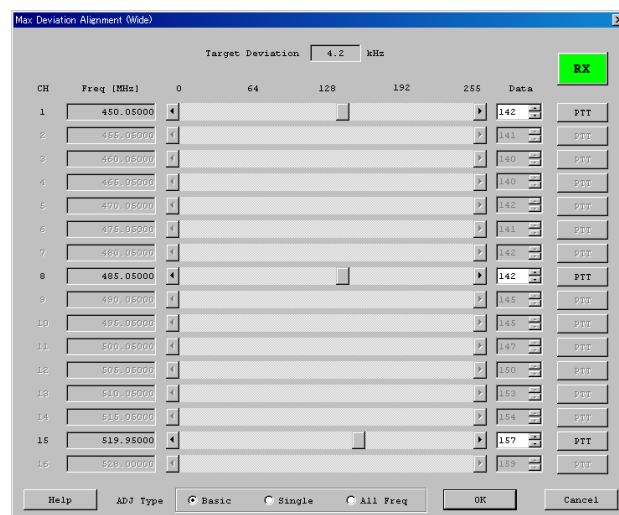 Max Deviation Alignment (Wide)
Target Deviation 4.2 kHz
RX
CH Freq [MHz] 0 64 128 192 255 Data
1 450.05000 142 PTT
2 455.05000 141 PTT
3 460.05000 140 PTT
4 465.05000 140 PTT
5 470.05000 142 PTT
6 475.05000 141 PTT
7 480.05000 142 PTT
8 485.05000 142 PTT
9 490.05000 145 PTT
10 495.05000 145 PTT
11 500.05000 147 PTT
12 505.05000 150 PTT
13 510.05000 153 PTT
14 515.05000 154 PTT
15 519.95000 157 PTT
16 528.00000 159 PTT
Help ADJ Type Basic Single All Freq OK Cancel